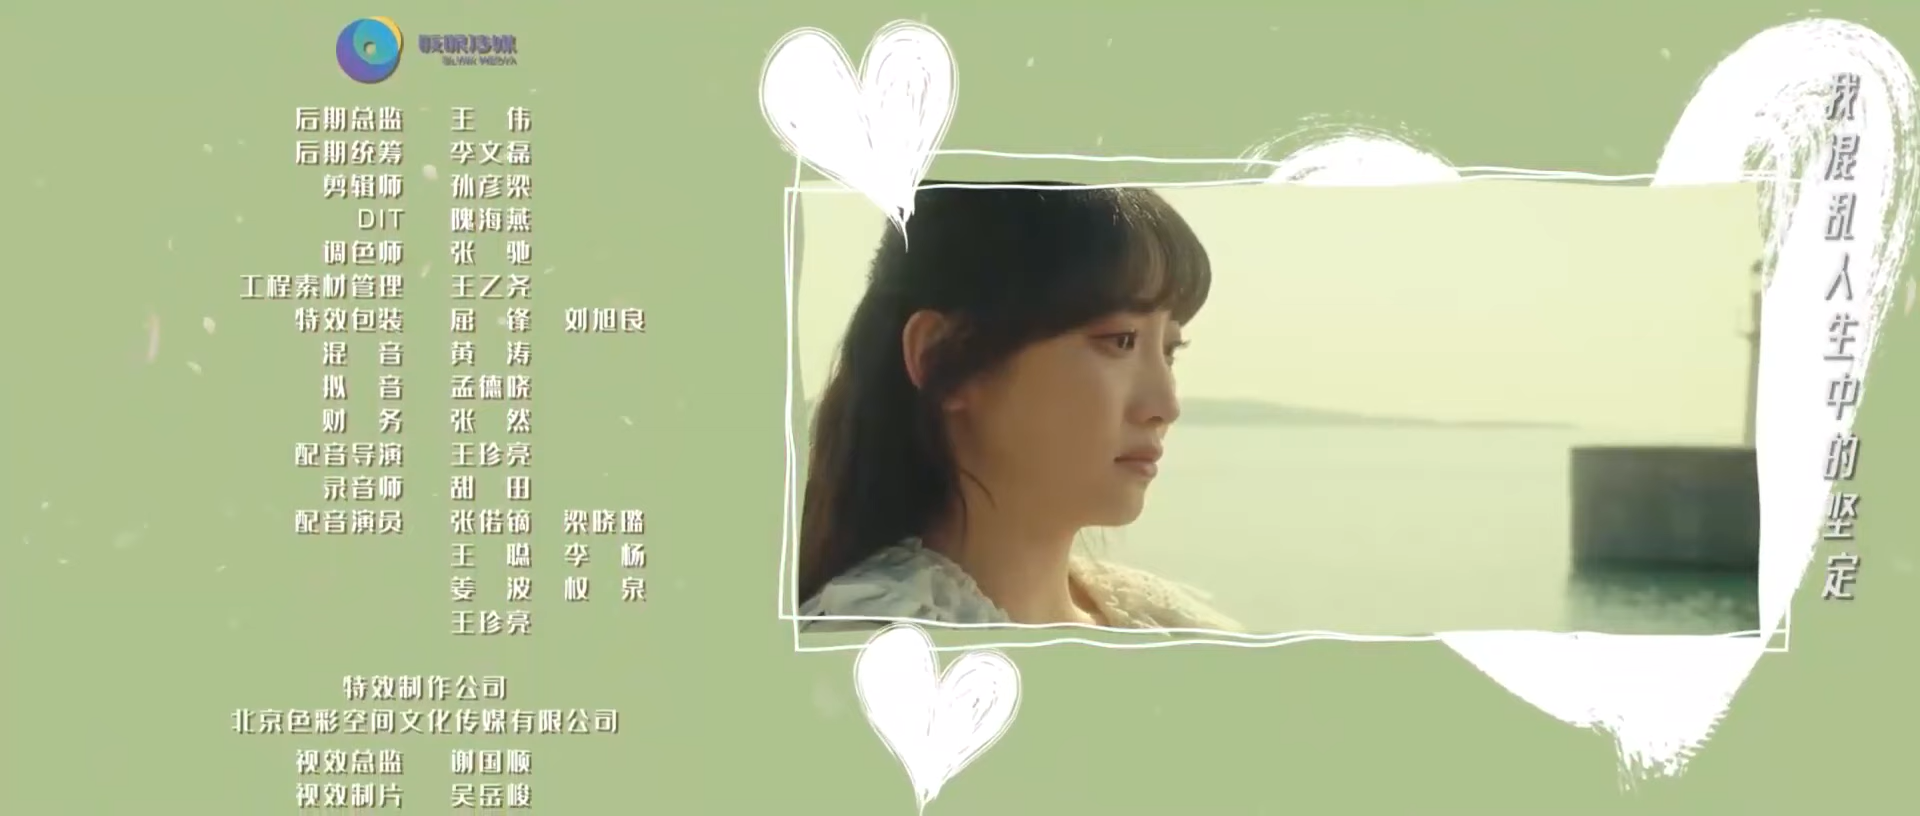 后期总监 王 伟
后期统筹 李文磊
剪辑师 孙彦梁
DIT 隗海燕
调色师 张 驰
工程素材管理 王乙尧
特效包装 屈 锋 刘旭良
混 音 黄 涛
拟 音 孟德晓
财 务 张 然
配音导演 王珍亮
录音师 甜 田
配音演员 张偌镝 梁晓璐
王 聪 李 杨
姜 波 权 泉
王珍亮
特效制作公司
北京色彩空间文化传媒有限公司
视效总监 谢国顺
视效制片 吴岳峻
我混乱人生中的坚定